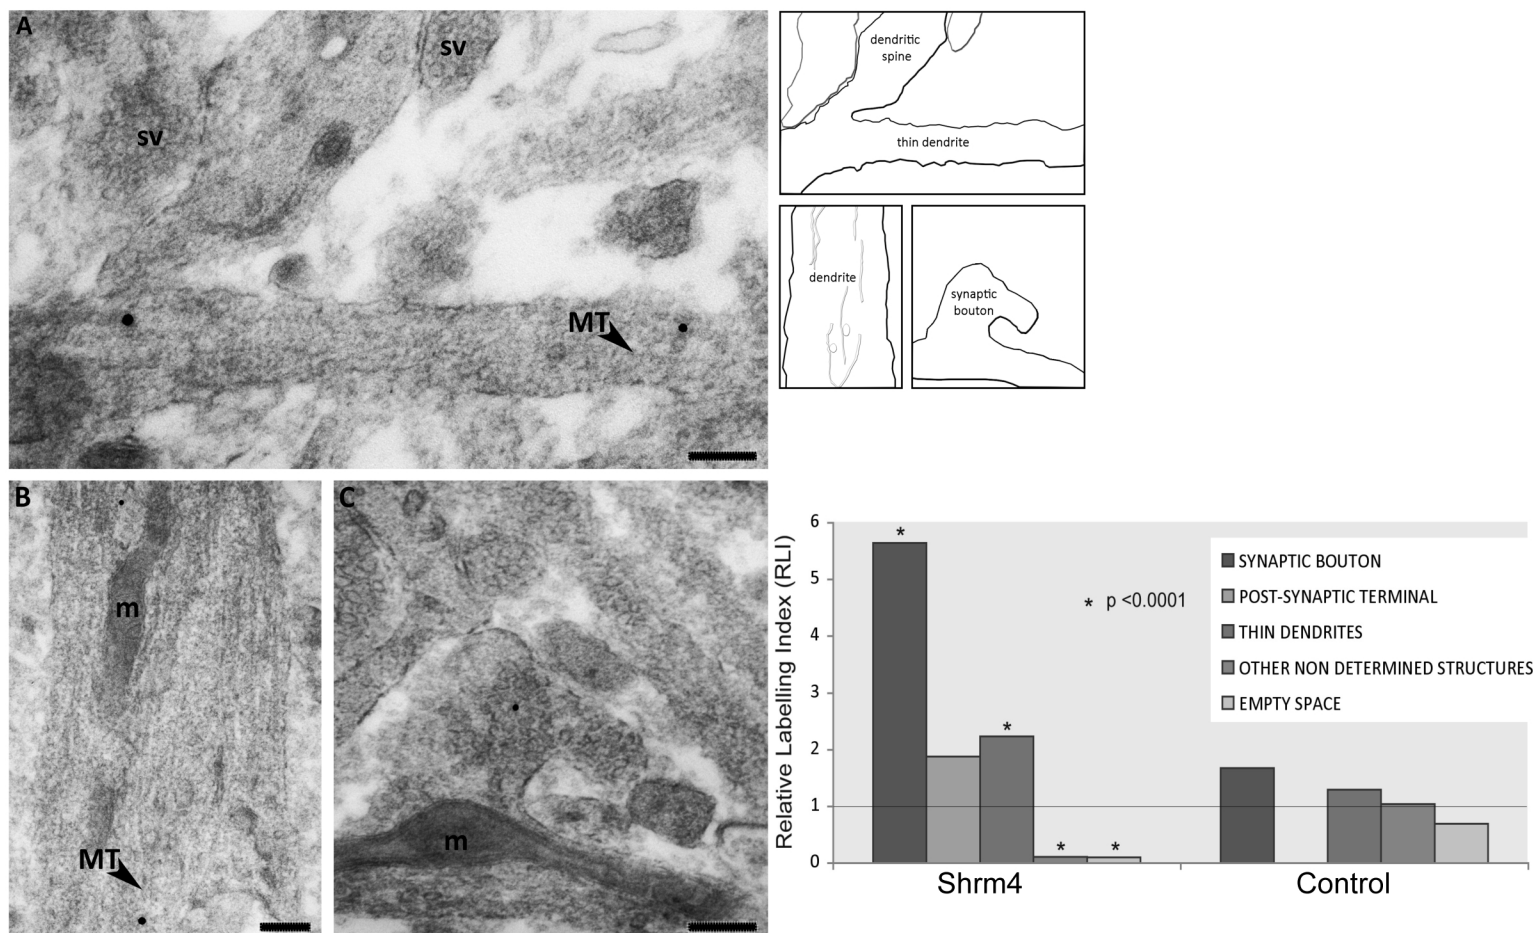 A
sv
sv
MT
dendritic
spine
thin dendrite
dendrite
synaptic
bouton
B
m
MT
C
m
Relative Labelling Index (RLI)
6
5
4
3
2
1
0
*
*
*
*
* p <0.0001
SYNAPTIC BOUTON
POST-SYNAPTIC TERMINAL
THIN DENDRITES
OTHER NON DETERMINED STRUCTURES
EMPTY SPACE
Shrm4
Control